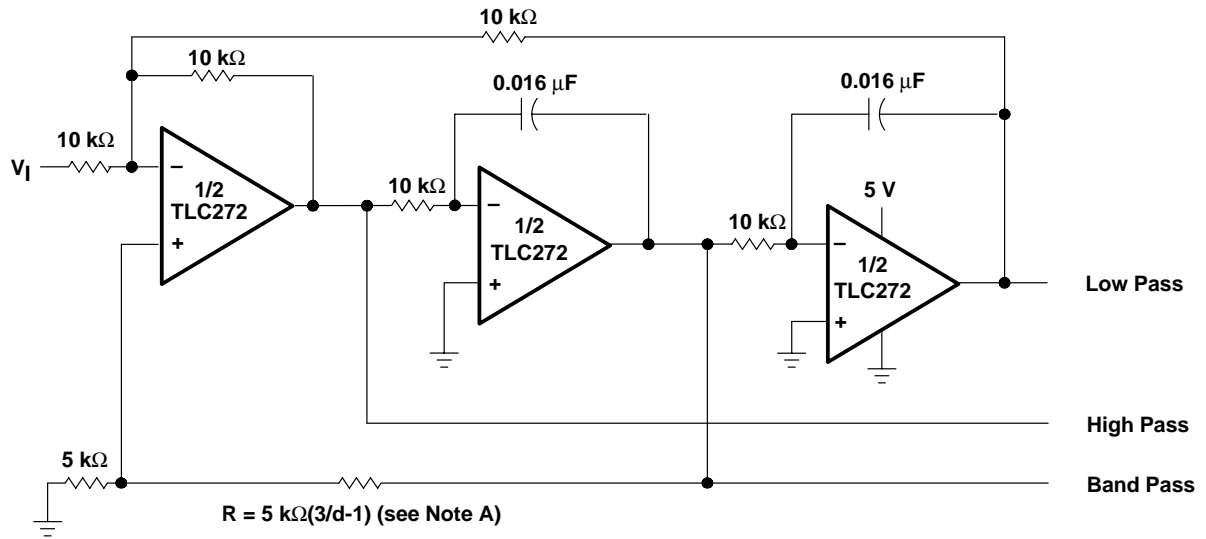 10 kΩ
10 kΩ
0.016 μF
0.016 μF
10 kΩ
VI
−
1/2
TLC272
+
10 kΩ
−
1/2
TLC272
+
5 V
10 kΩ
−
1/2
TLC272
+
Low Pass
High Pass
5 kΩ
Band Pass
R = 5 kΩ(3/d-1) (see Note A)